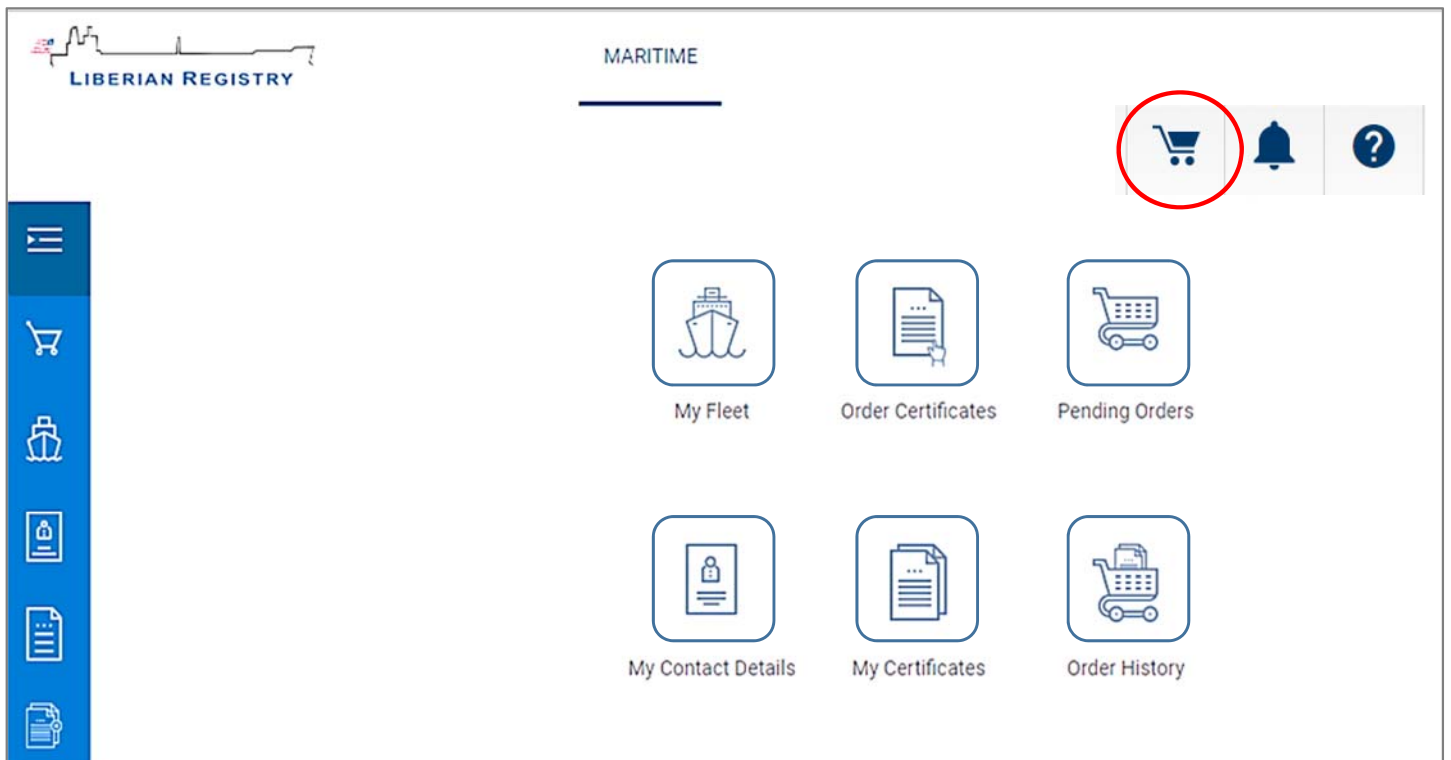 LIBERIAN REGISTRY
MARITIME
?
My Fleet
Order Certificates
Pending Orders
My Contact Details
My Certificates
Order History